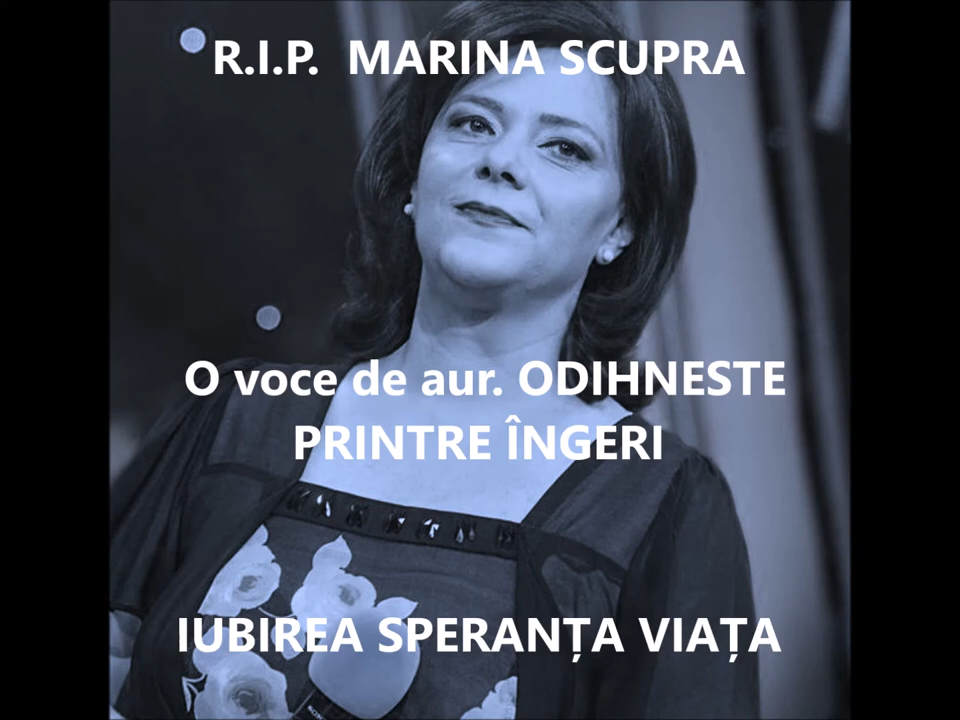 R.I.P. MARINA SCUPRA
O voce de aur. ODIHNESTE
PRINTRE ÎNGERI
IUBIREA SPERANȚA VIAȚA